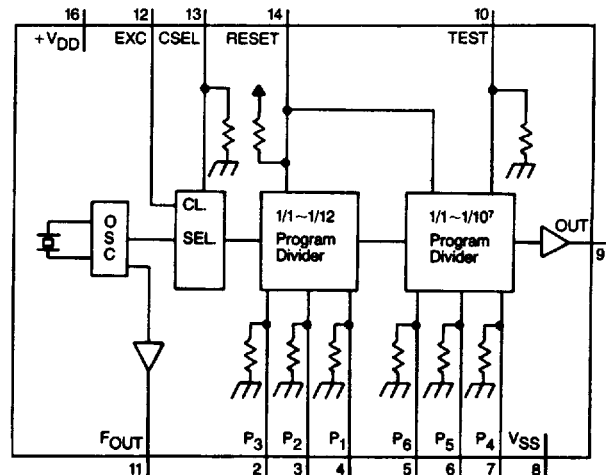 16 12 13 14 10
+VDD EXC CSEL RESET TEST
OSC
CL.
SEL.
1/1~1/12
Program
Divider
1/1~1/10⁷
Program
Divider
OUT
9
FOUT P3 P2 P1 P6 P5 P4 VSS
11 2 3 4 5 6 7 8